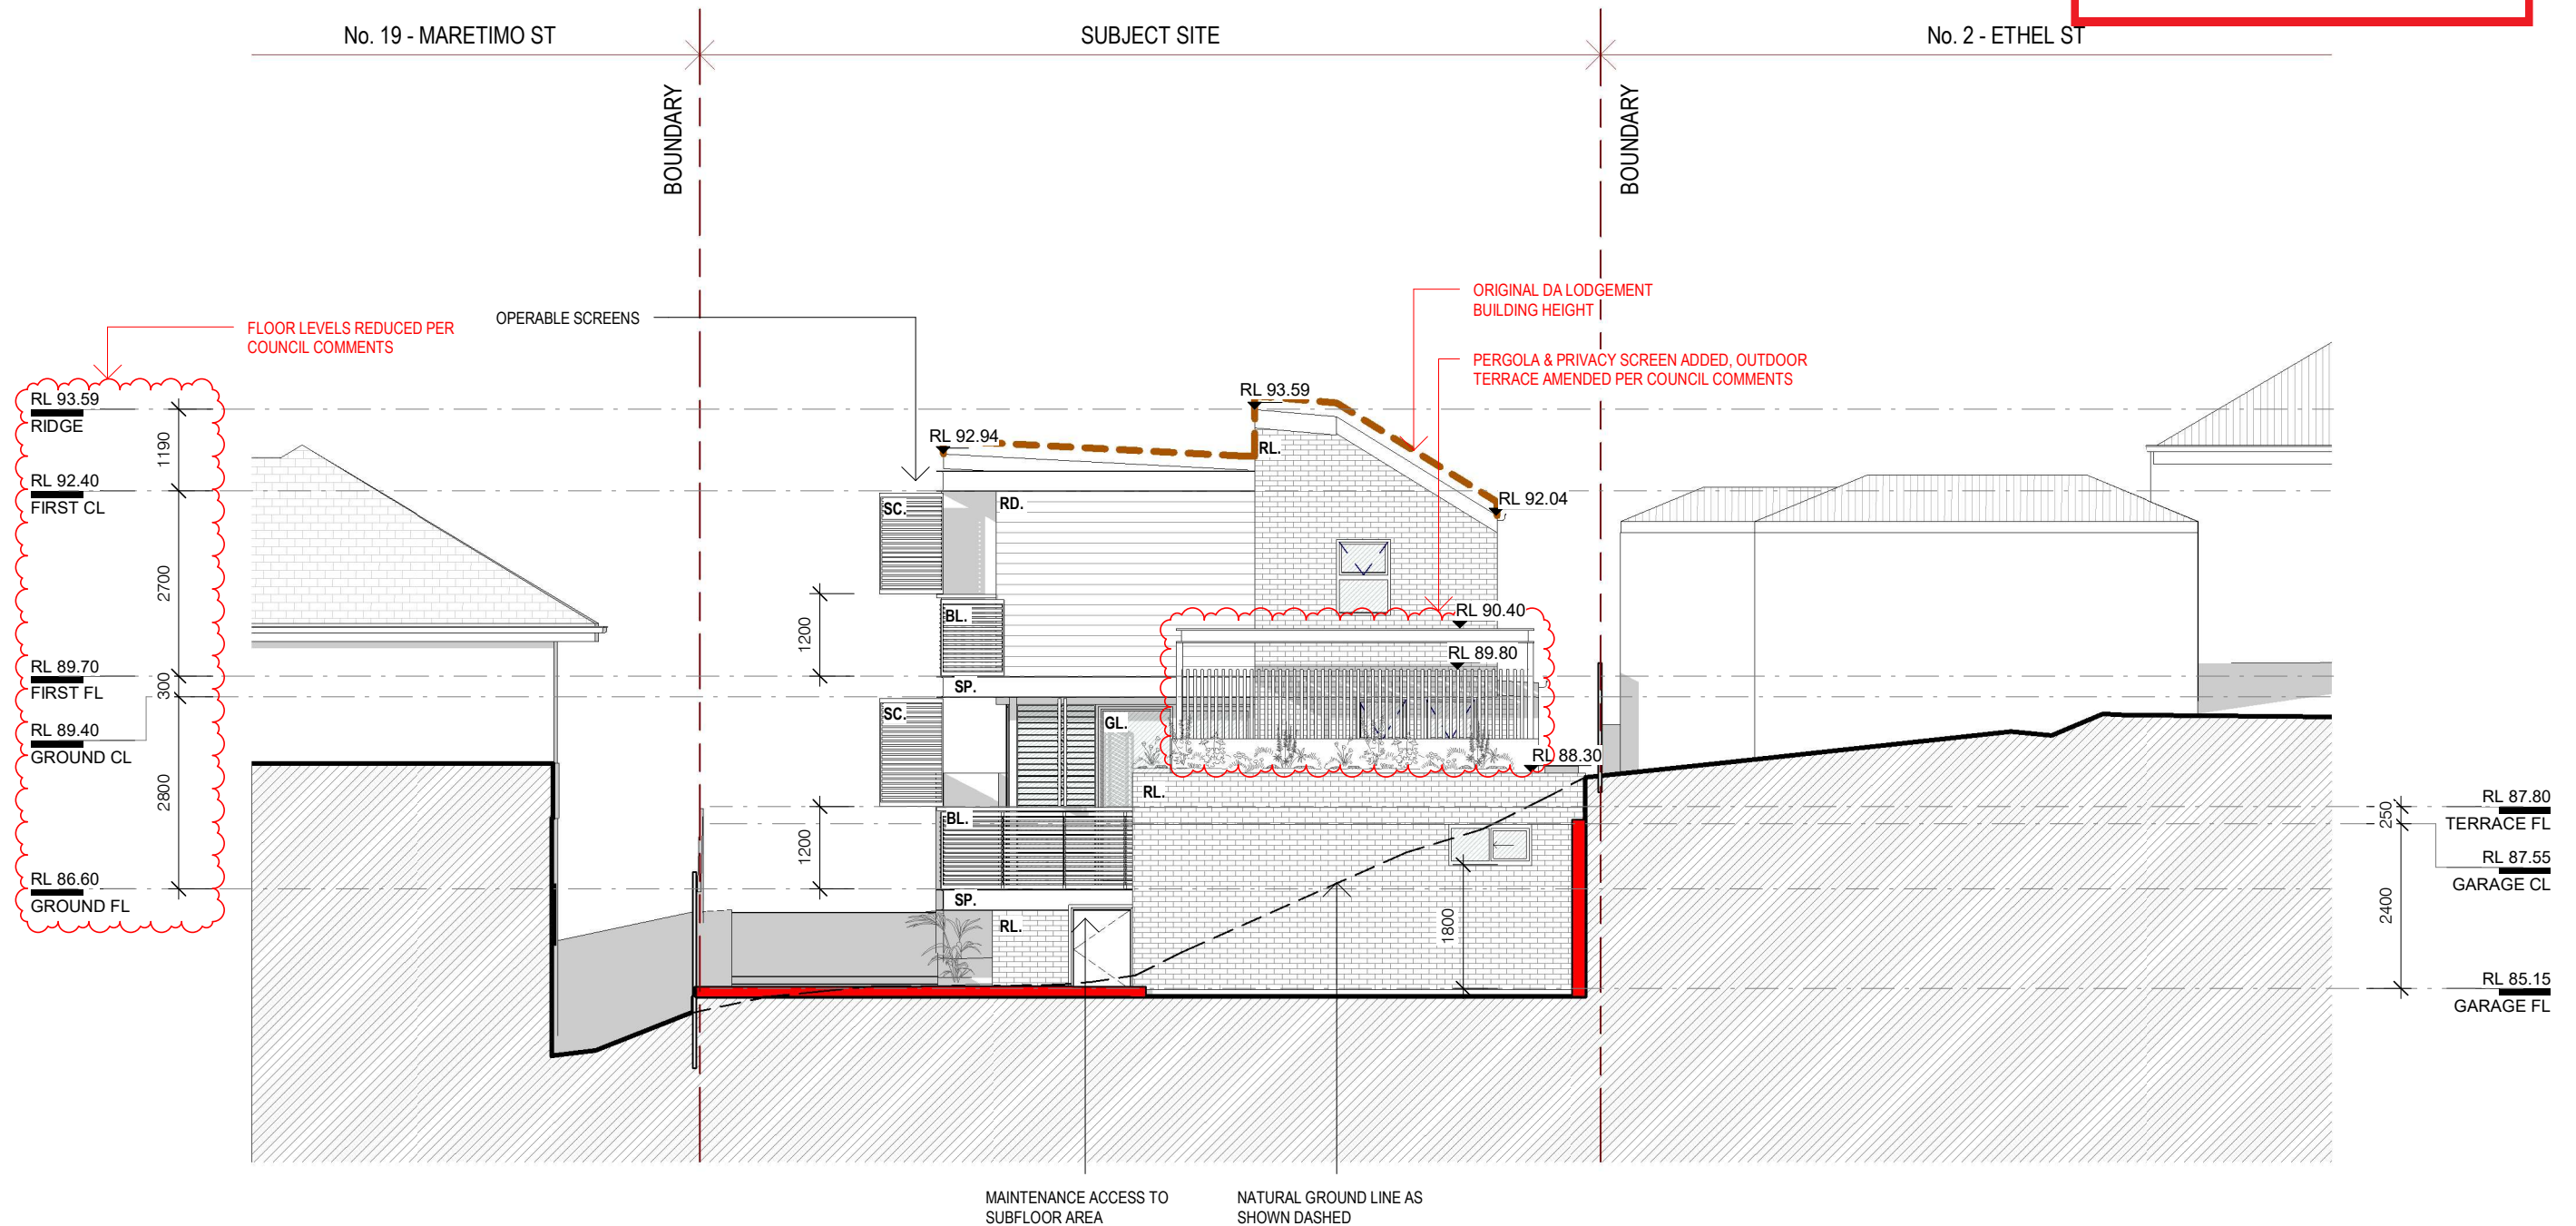 No. 19 - MARETIMO ST
SUBJECT SITE
No. 2 - ETHEL ST
BOUNDARY
BOUNDARY
FLOOR LEVELS REDUCED PER
COUNCIL COMMENTS
OPERABLE SCREENS
ORIGINAL DA LODGEMENT
BUILDING HEIGHT
PERGOLA & PRIVACY SCREEN ADDED, OUTDOOR
TERRACE AMENDED PER COUNCIL COMMENTS
RL 93.59
RIDGE
1190
RL 92.40
FIRST CL
2700
RL 89.70
FIRST FL
300
RL 89.40
GROUND CL
2800
RL 86.60
GROUND FL
RL 93.59
RL 92.94
RL.
RL 92.04
SC.
RD.
1200
BL.
RL 90.40
RL 89.80
SP.
SC.
GL.
RL 88.30
RL.
1200
BL.
SP.
RL.
1800
RL 87.80
TERRACE FL
250
RL 87.55
GARAGE CL
2400
RL 85.15
GARAGE FL
MAINTENANCE ACCESS TO
SUBFLOOR AREA
NATURAL GROUND LINE AS
SHOWN DASHED